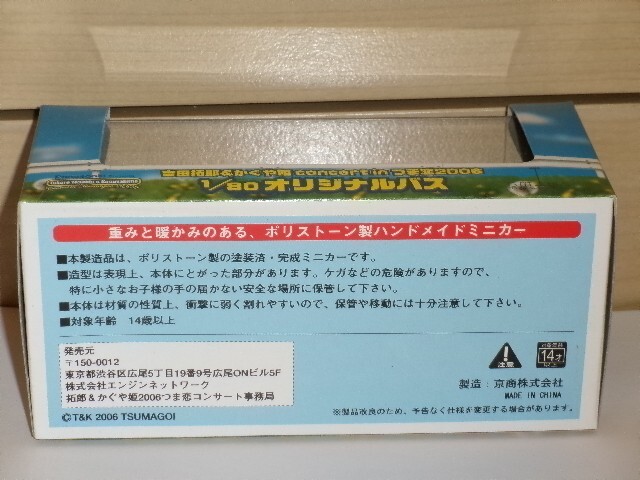 吉田拓郎&かぐや姫 Concert in つま恋2006
1/80 オリジナルバス
重みと暖かみのある、ポリストーン製ハンドメイドミニカー
■本製造品は、ポリストーン製の塗装済・完成ミニカーです。
■造型は表現上、本体にとがった部分があります。ケガなどの危険がありますので、
特に小さなお子様の手の届かない安全な場所に保管して下さい。
■本体は材質の性質上、衝撃に弱く割れやすいので、保管や移動には十分注意して下さい。
■対象年齢 14歳以上
発売元
〒150-0012
東京都渋谷区広尾5丁目19番9号広尾ONビル5F
株式会社エンジンネットワーク
拓郎&かぐや姫2006つま恋コンサート事務局
注意
対象年齢
14才
以上
製造：京商株式会社
MADE IN CHINA
©T&K 2006 TSUMAGOI
※製品改良のため、予告なく仕様を変更する場合があります。